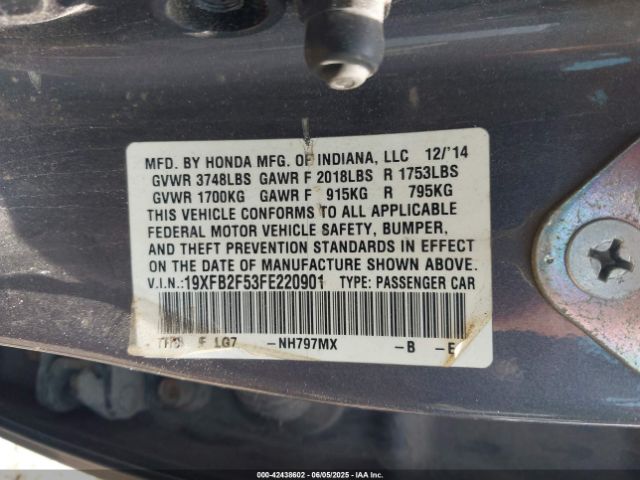 MFD. BY HONDA MFG. OF INDIANA, LLC 12/'14
GVWR 3748LBS GAWR F 2018LBS R 1753LBS
GVWR 1700KG GAWR F 915KG R 795KG
THIS VEHICLE CONFORMS TO ALL APPLICABLE
FEDERAL MOTOR VEHICLE SAFETY, BUMPER,
AND THEFT PREVENTION STANDARDS IN EFFECT
ON THE DATE OF MANUFACTURE SHOWN ABOVE.
V.I.N.:19XFB2F53FE220901 TYPE: PASSENGER CAR
F LG7 -NH797MX -B -E
000-42438602 - 06/05/2025 - IAAI.COM